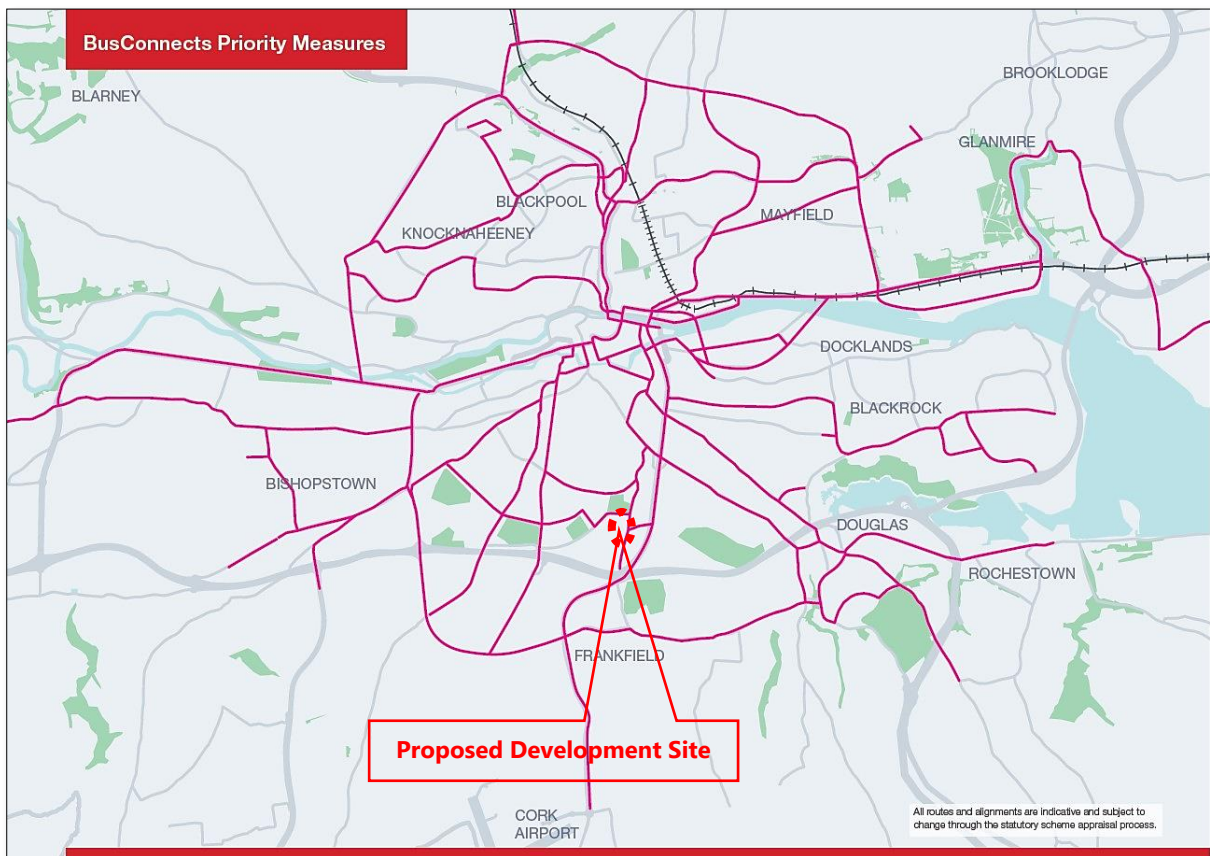 BusConnects Priority Measures
BLARNEY
BROOKLODGE
GLANMIRE
BLACKPOOL
MAYFIELD
KNOCKNAHEENEY
DOCKLANDS
BLACKROCK
BISHOPSTOWN
DOUGLAS
ROCHESTOWN
FRANKFIELD
Proposed Development Site
CORK
AIRPORT
All routes and alignments are indicative and subject to
change through the statutory scheme appraisal process.